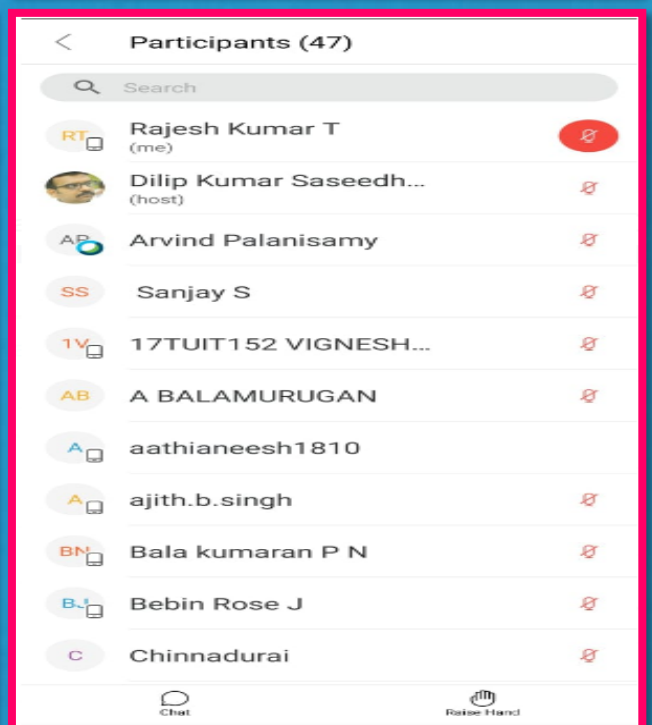 Participants (47)
Search
RT
Rajesh Kumar T
(me)
Dilip Kumar Saseedh...
(host)
AP
Arvind Palanisamy
SS
Sanjay S
1V
17TUIT152 VIGNESH...
AB
A BALAMURUGAN
A
aathianeesh1810
A
ajith.b.singh
BN
Bala kumaran P N
BJ
Bebin Rose J
C
Chinnadurai
Chat
Raise Hand